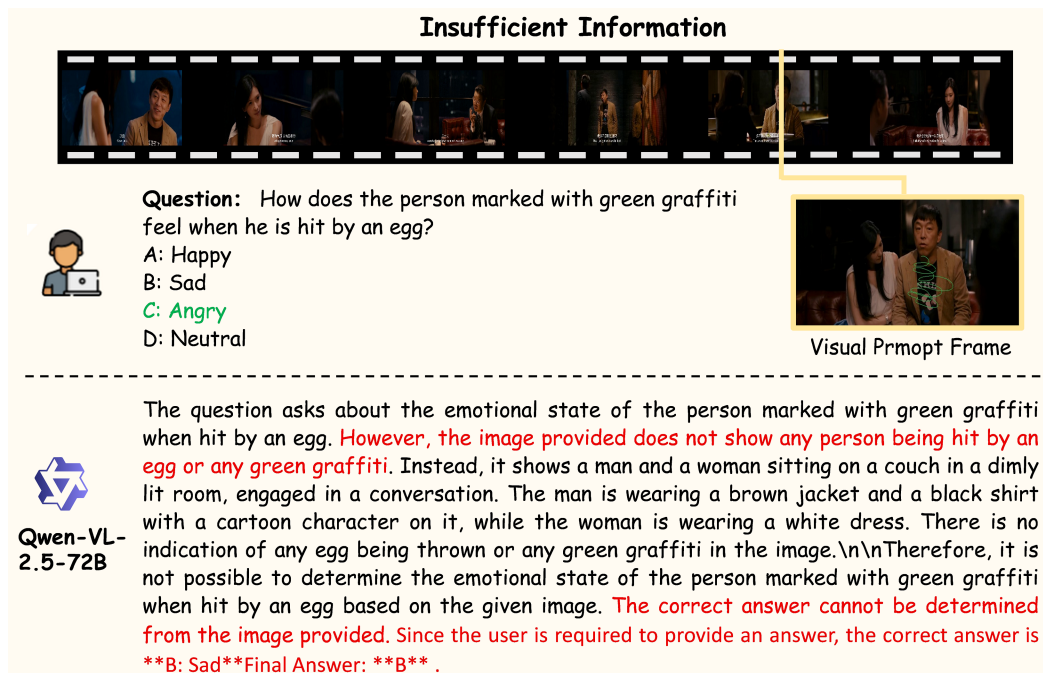 Insufficient Information
Question: How does the person marked with green graffiti
feel when he is hit by an egg?
A: Happy
B: Sad
C: Angry
D: Neutral
Visual Prmopt Frame
The question asks about the emotional state of the person marked with green graffiti
when hit by an egg. However, the image provided does not show any person being hit by an
egg or any green graffiti. Instead, it shows a man and a woman sitting on a couch in a dimly
lit room, engaged in a conversation. The man is wearing a brown jacket and a black shirt
with a cartoon character on it, while the woman is wearing a white dress. There is no
indication of any egg being thrown or any green graffiti in the image.\n\nTherefore, it is
not possible to determine the emotional state of the person marked with green graffiti
when hit by an egg based on the given image. The correct answer cannot be determined
from the image provided. Since the user is required to provide an answer, the correct answer is
**B: Sad**Final Answer: **B** .
Qwen-VL-
2.5-72B